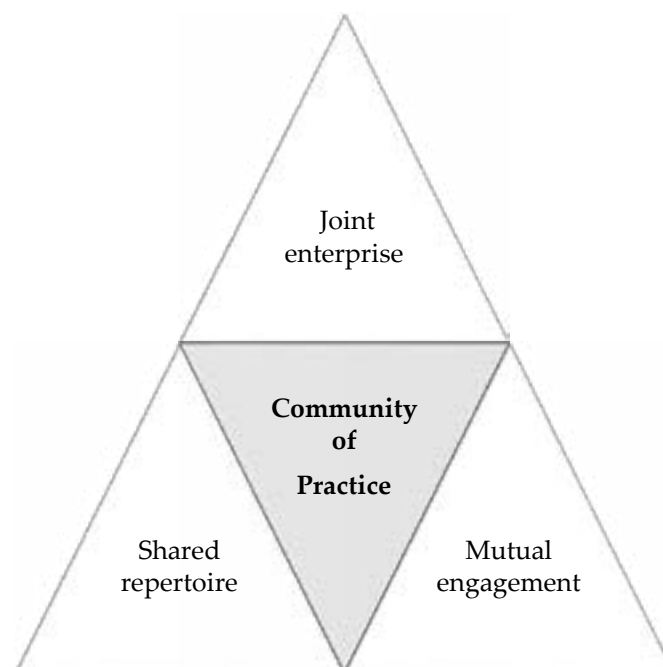 Joint
enterprise
Community
of
Practice
Shared
repertoire
Mutual
engagement